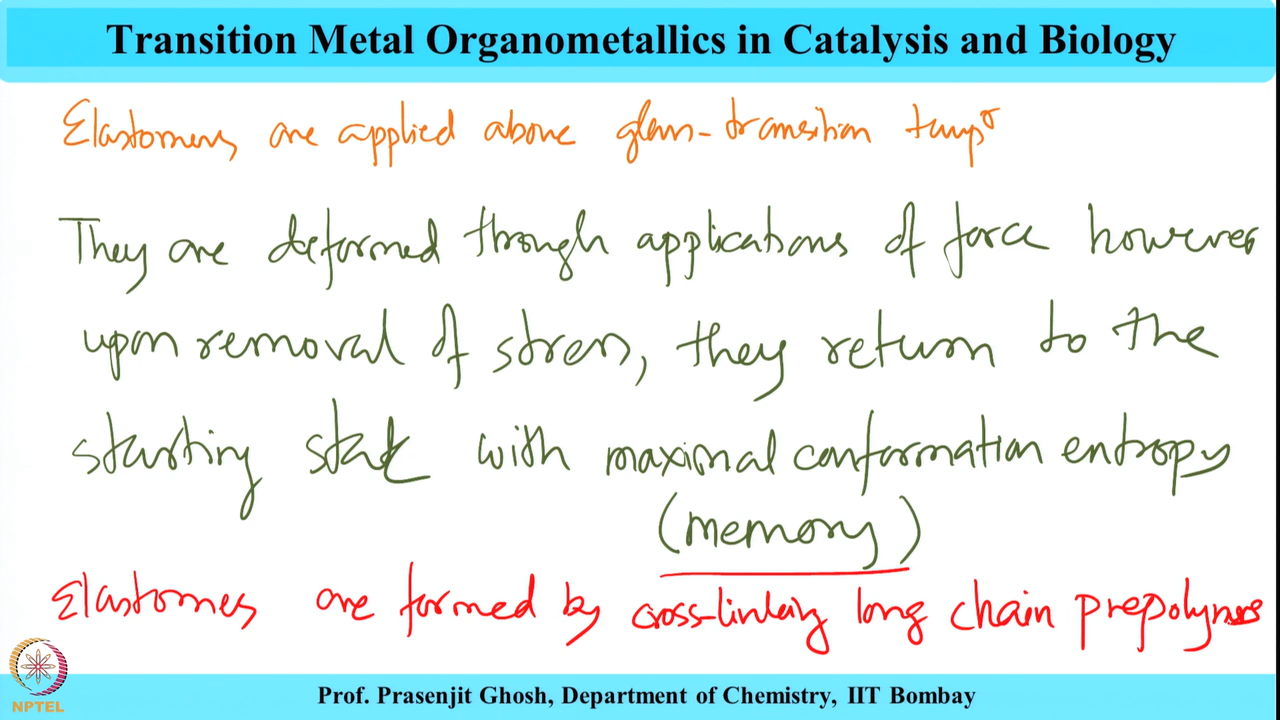 Transition Metal Organometallics in Catalysis and Biology
Elastomers are applied above glass-transition tempr
They are deformed through applications of force however
upon removal of stress, they return to the
starting state with maximal conformation entropy
(memory)
Elastomes are formed by cross-linking long chain prepolymers
NPTEL
Prof. Prasenjit Ghosh, Department of Chemistry, IIT Bombay